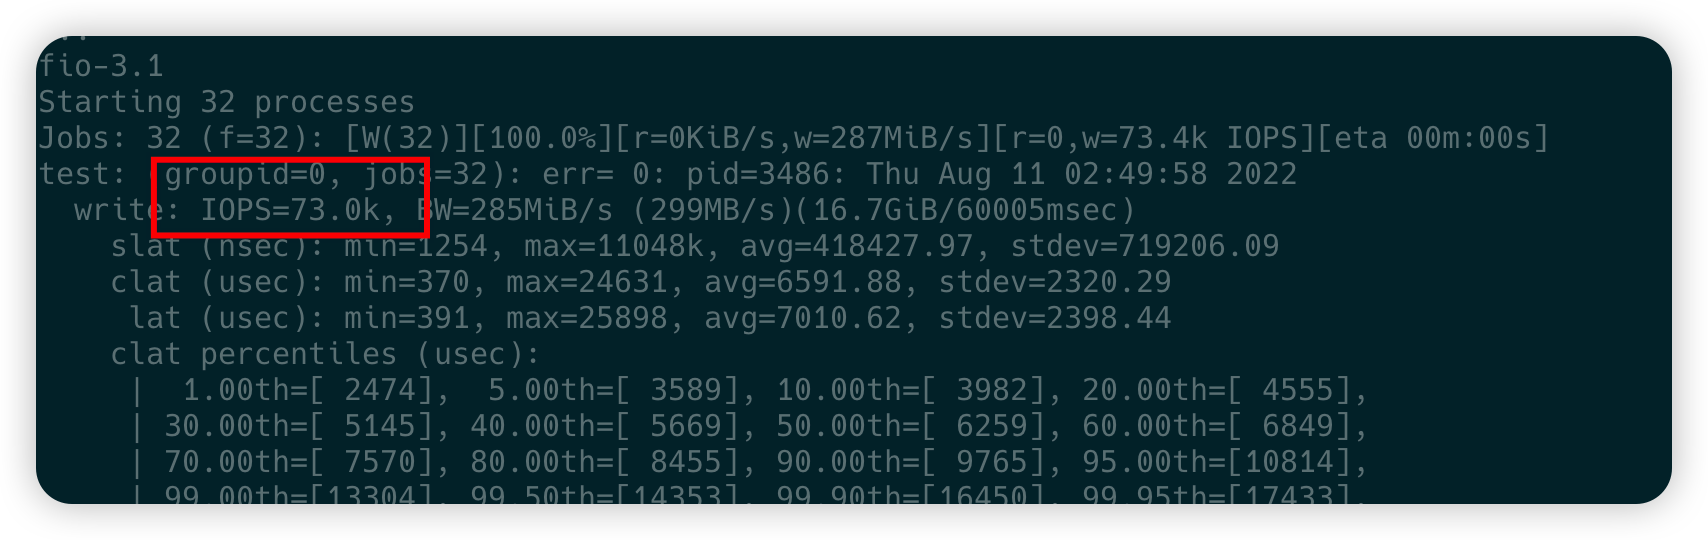 fio-3.1
Starting 32 processes
Jobs: 32 (f=32): [W(32)][100.0%][r=0KiB/s,w=287MiB/s][r=0,w=73.4k IOPS][eta 00m:00s]
test: (groupid=0, jobs=32): err= 0: pid=3486: Thu Aug 11 02:49:58 2022
  write: IOPS=73.0k, BW=285MiB/s (299MB/s)(16.7GiB/60005msec)
    slat (nsec): min=1254, max=11048k, avg=418427.97, stdev=719206.09
    clat (usec): min=370, max=24631, avg=6591.88, stdev=2320.29
     lat (usec): min=391, max=25898, avg=7010.62, stdev=2398.44
    clat percentiles (usec):
     |  1.00th=[ 2474],  5.00th=[ 3589], 10.00th=[ 3982], 20.00th=[ 4555],
     | 30.00th=[ 5145], 40.00th=[ 5669], 50.00th=[ 6259], 60.00th=[ 6849],
     | 70.00th=[ 7570], 80.00th=[ 8455], 90.00th=[ 9765], 95.00th=[10814],
     | 99.00th=[13304], 99.50th=[14353], 99.90th=[16450], 99.95th=[17433],